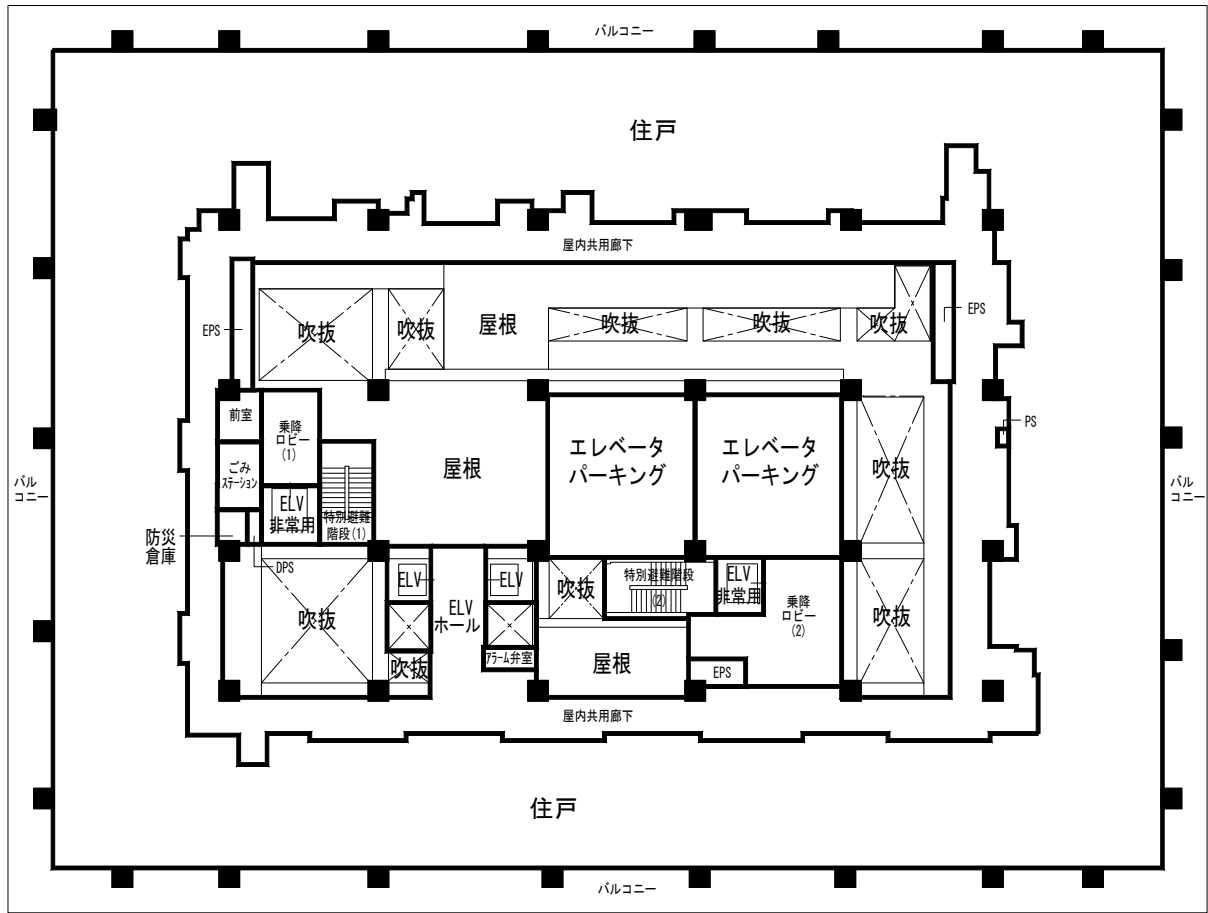 バルコニー
住戸
屋内共用廊下
EPS
吹抜
吹抜
屋根
吹抜
吹抜
吹抜
EPS
前室
乗降
ロビー
(1)
ごみ
ステーション
ELV
非常用
特別避難
階段(1)
屋根
エレベータ
パーキング
エレベータ
パーキング
吹抜
PS
バル
コニー
バル
コニー
防災
倉庫
DPS
吹抜
ELV
ELV
ホール
ELV
吹抜
アラーム弁室
吹抜
特別避難階段
(2)
ELV
非常用
乗降
ロビー
(2)
吹抜
屋根
EPS
屋内共用廊下
住戸
バルコニー